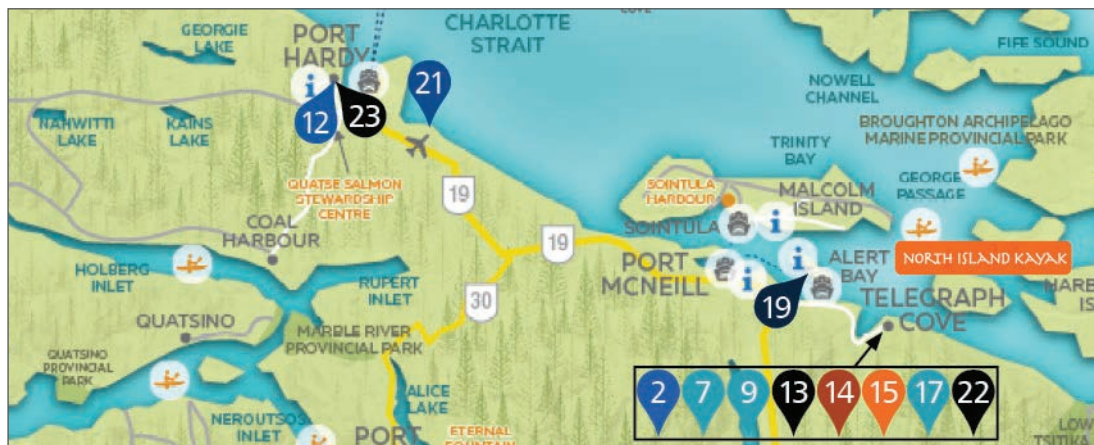 COVE
CHARLOTTE
STRAIT
GEORGIE
LAKE
PORT
HARDY
i
21
12
23
FIFE SOUND
NOWELL
CHANNEL
BROUGHTON ARCHIPELAGO
MARINE PROVINCIAL PARK
NAHWITTI
LAKE
KAINS
LAKE
TRINITY
BAY
GEORGE
PASSAGE
QUATSE SALMON
STEWARDSHIP
CENTRE
19
SOINTULA
HARBOUR
MALCOLM
ISLAND
COAL
HARBOUR
SOINTULA
i
19
HOLBERG
INLET
RUPERT
INLET
PORT
MCNEILL
i
i
ALERT
BAY
NORTH ISLAND KAYAK
30
19
TELEGRAPH
COVE
QUATSINO
MARBLE RIVER
PROVINCIAL PARK
QUATSINO
PROVINCIAL
PARK
ALICE
LAKE
2 7 9 13 14 15 17 22
NEROUTSOS
INLET
PORT
ETERNAL
FOUNTAIN
LOW
TSITIKA